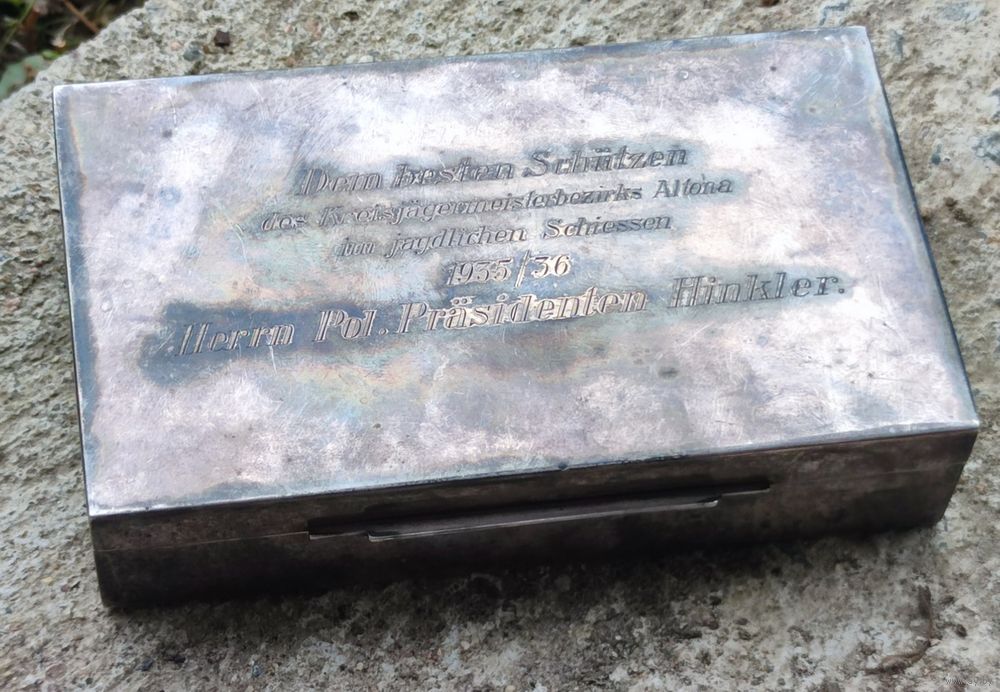 Dem besten Schützen
des Kreisjägermeisterbezirks Altona
im jagdlichen Schiessen
1935/36
Herrn Pol. Präsidenten Hinkler.